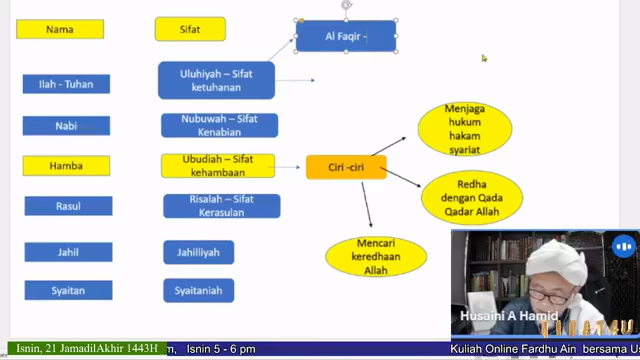 Nama
Sifat
Al Faqir -
Ilah - Tuhan
Uluhiyah – Sifat
ketuhanan
Nabi
Nubuwah – Sifat
Kenabian
Hamba
Ubudiah – Sifat
kehambaan
Ciri -ciri
Menjaga
hukum
hakam
syariat
Redha
dengan Qada
Qadar Allah
Mencari
keredhaan
Allah
Rasul
Risalah – Sifat
Kerasulan
Jahil
Jahilliyah
Syaitan
Syaitaniah
Husaini A Hamid
Isnin, 21 JamadilAkhir 1443H
Isnin 5 - 6 pm
Kuliah Online Fardhu Ain bersama